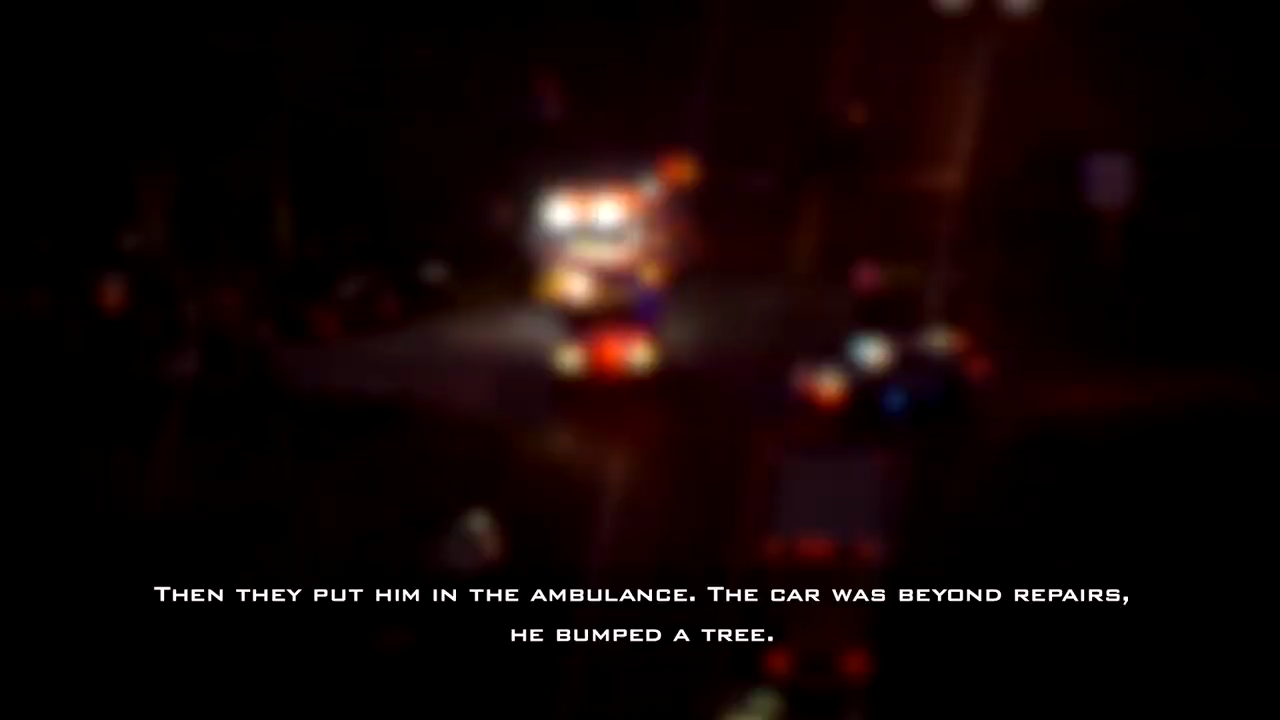 Then they put him in the ambulance. The car was beyond repairs,
he bumped a tree.